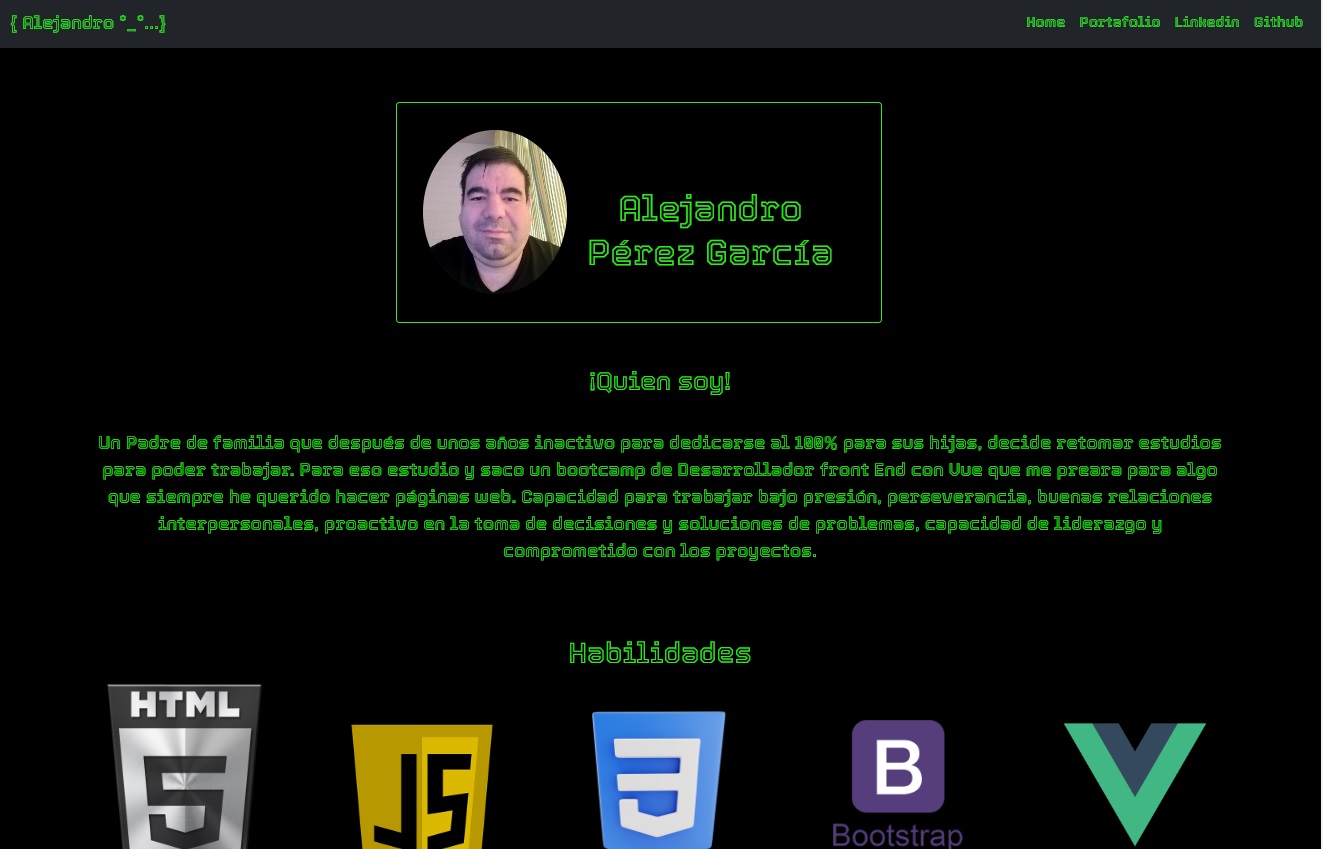 { Alejandro °_°...}
Home Portafolio Linkedin Github
Alejandro
Pérez García
¡Quien soy!
Un Padre de familia que después de unos años inactivo para dedicarse al 100% para sus hijas, decide retomar estudios
para poder trabajar. Para eso estudio y saco un bootcamp de Desarrollador front End con Vue que me preara para algo
que siempre he querido hacer páginas web. Capacidad para trabajar bajo presión, perseverancia, buenas relaciones
interpersonales, proactivo en la toma de decisiones y soluciones de problemas, capacidad de liderazgo y
comprometido con los proyectos.
Habilidades
HTML
5
JS
3
B
Bootstrap